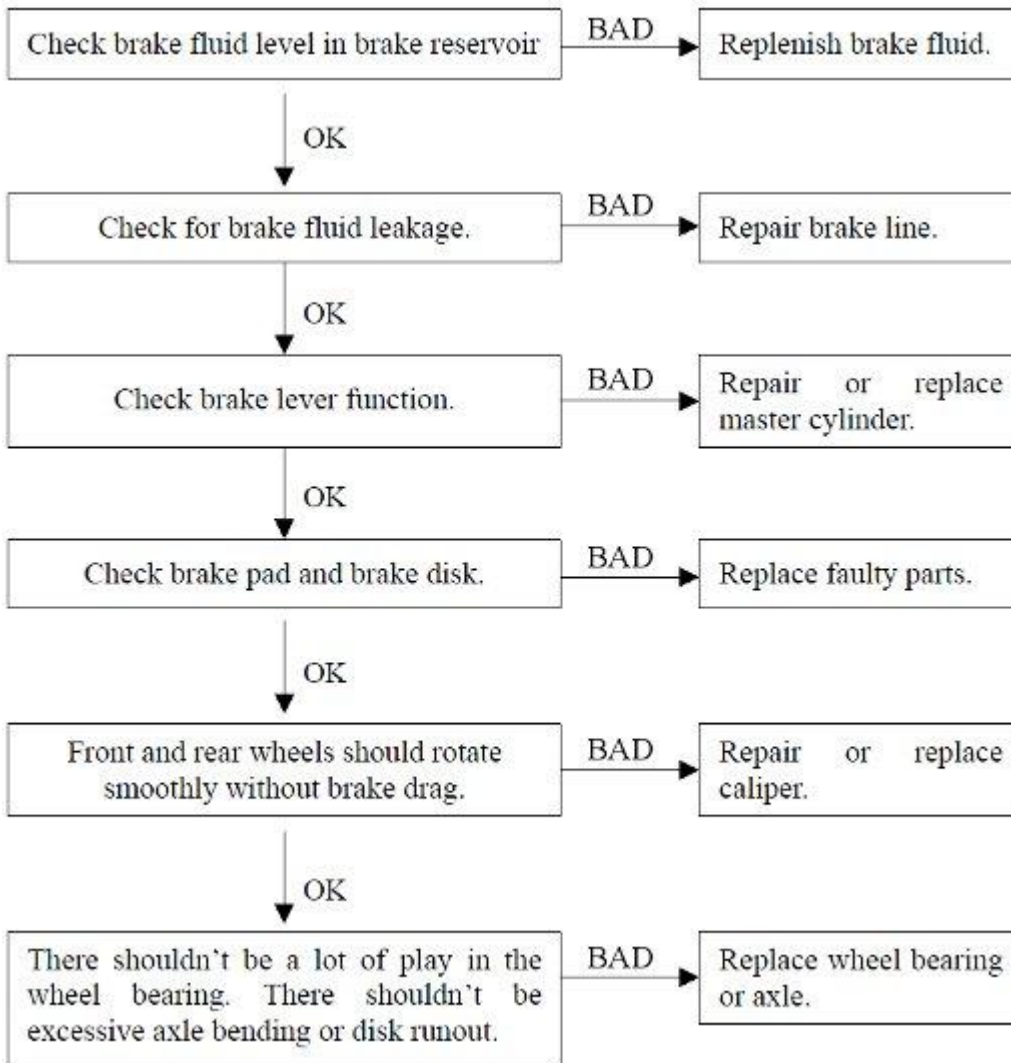 Check brake fluid level in brake reservoir
BAD
Replenish brake fluid.
OK
Check for brake fluid leakage.
BAD
Repair brake line.
OK
Check brake lever function.
BAD
Repair or replace
master cylinder.
OK
Check brake pad and brake disk.
BAD
Replace faulty parts.
OK
Front and rear wheels should rotate
smoothly without brake drag.
BAD
Repair or replace
caliper.
OK
There shouldn't be a lot of play in the
wheel bearing. There shouldn't be
excessive axle bending or disk runout.
BAD
Replace wheel bearing
or axle.